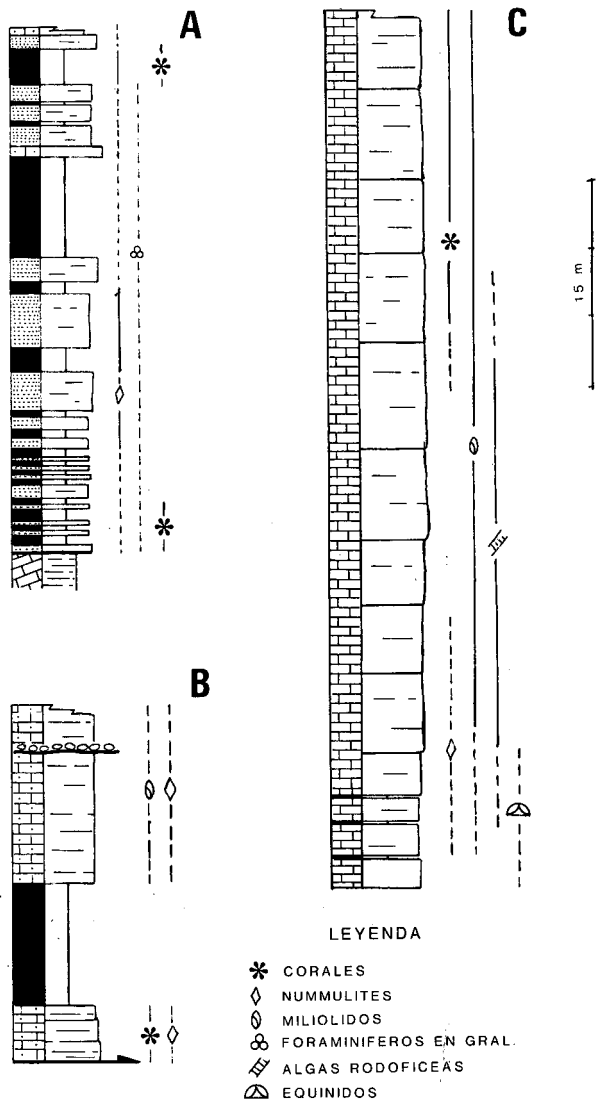 A
C
15 m
B
LEYENDA
CORALES
NUMMULITES
MILIOLIDOS
FORAMINIFEROS EN GRAL.
ALGAS RODOFICEAS
EQUINIDOS